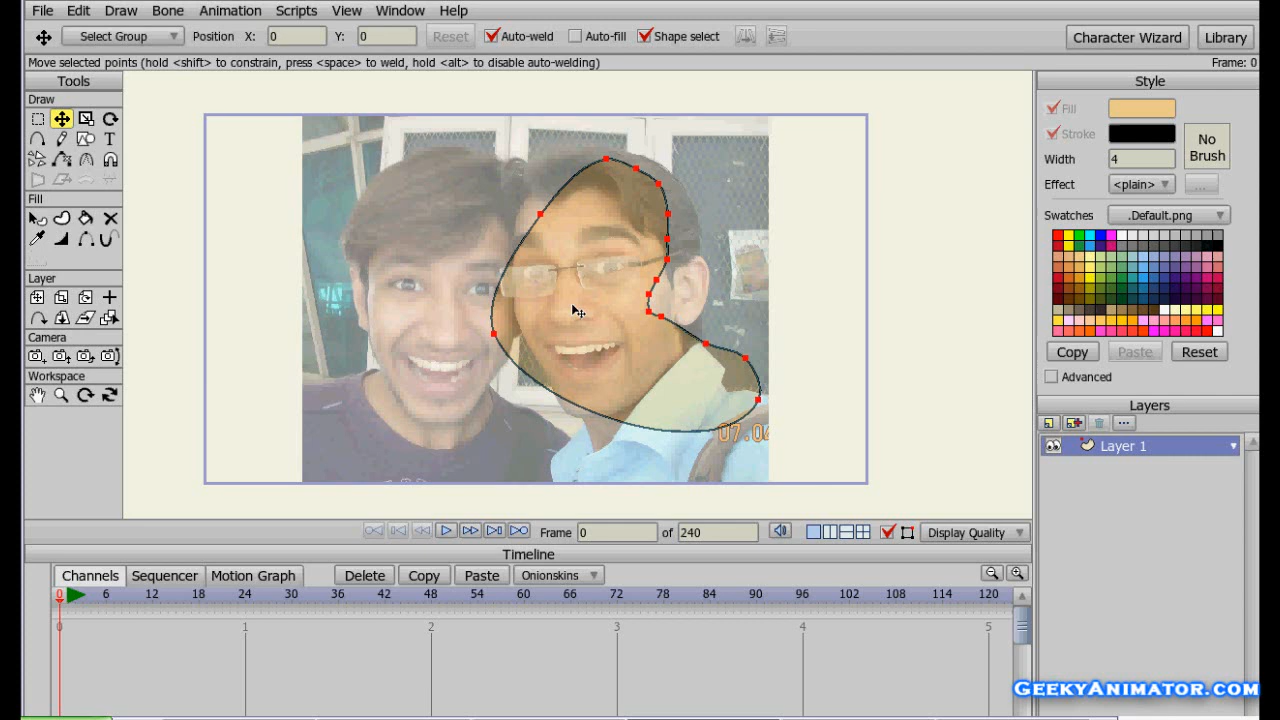 File Edit Draw Bone Animation Scripts View Window Help
Select Group Position X: 0 Y: 0 Reset Auto-weld Auto-fill Shape select Character Wizard Library
Move selected points (hold <shift> to constrain, press <space> to weld, hold <alt> to disable auto-welding) Frame: 0
Tools
Draw
T
Fill
Layer
Camera
Workspace
Style
Fill
Stroke
No Brush
Width 4
Effect <plain> ...
Swatches .Default.png
Copy Paste Reset
Advanced
Layers
Layer 1
Frame 0 of 240 Display Quality
Timeline
Channels Sequencer Motion Graph Delete Copy Paste Onionskins
0 6 12 18 24 30 36 42 48 54 60 66 72 78 84 90 96 102 108 114 120
0 1 2 3 4 5
GeekyAnimator.com